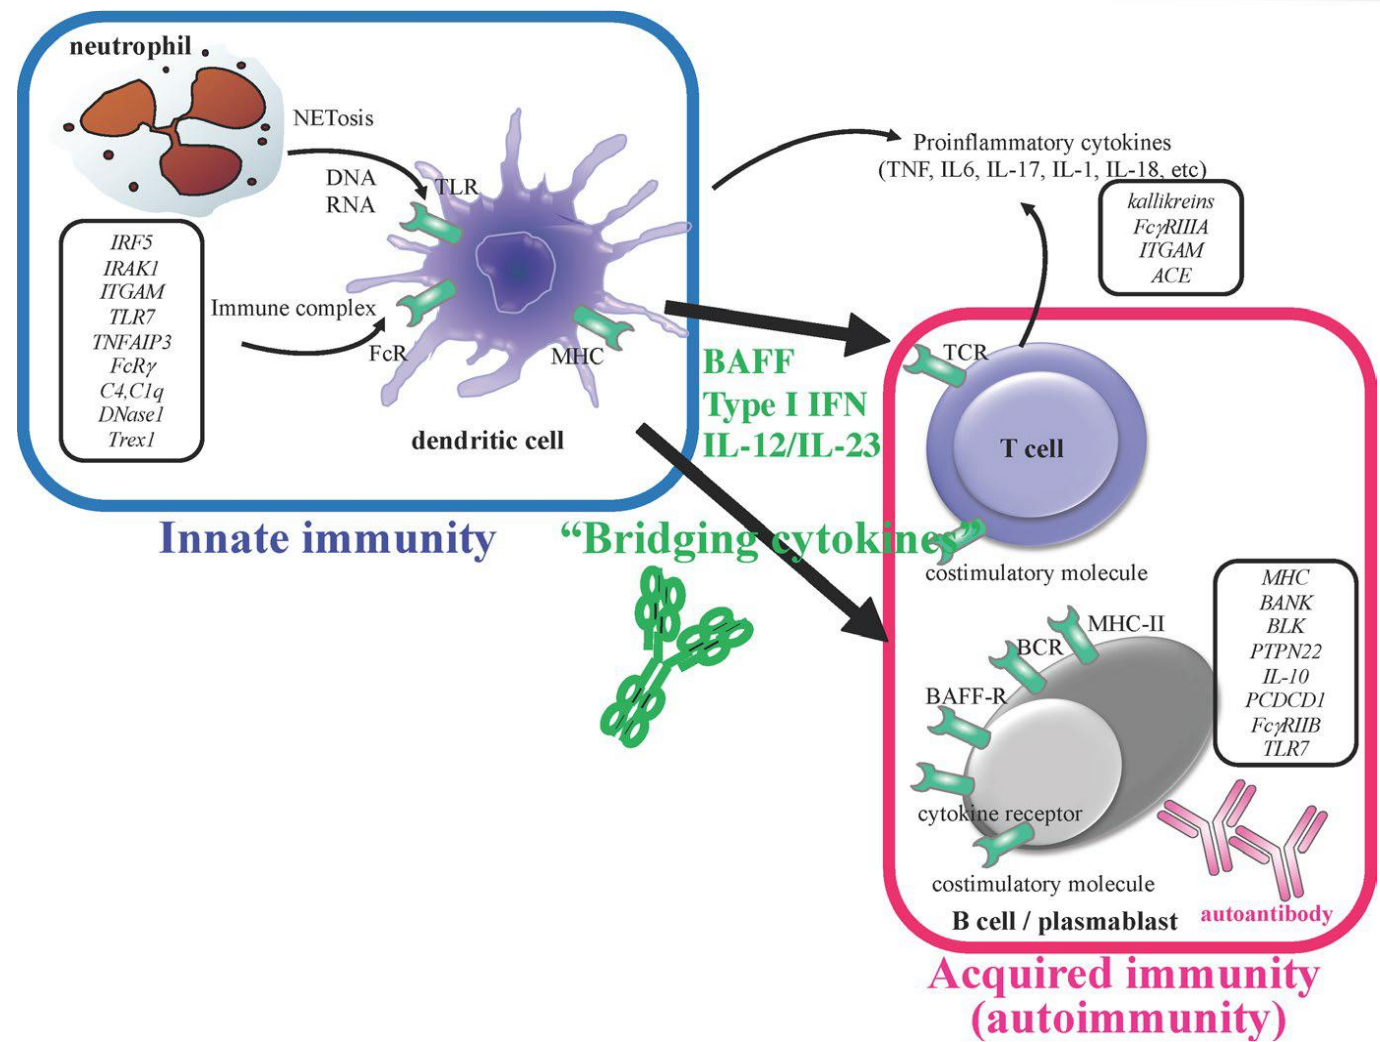 neutrophil
NETosis
DNA
RNA
TLR
IRF5
IRAK1
ITGAM
TLR7
TNFAIP3
FcRγ
C4,C1q
DNase1
Trex1
Immune complex
FcR
MHC
dendritic cell
Innate immunity
Proinflammatory cytokines
(TNF, IL6, IL-17, IL-1, IL-18, etc)
kallikreins
FcγRIIIA
ITGAM
ACE
BAFF
Type I IFN
IL-12/IL-23
“Bridging cytokines”
TCR
T cell
costimulatory molecule
MHC-II
BCR
BAFF-R
cytokine receptor
costimulatory molecule
B cell / plasmablast
MHC
BANK
BLK
PTPN22
IL-10
PCDCD1
FcγRIIB
TLR7
autoantibody
Acquired immunity
(autoimmunity)